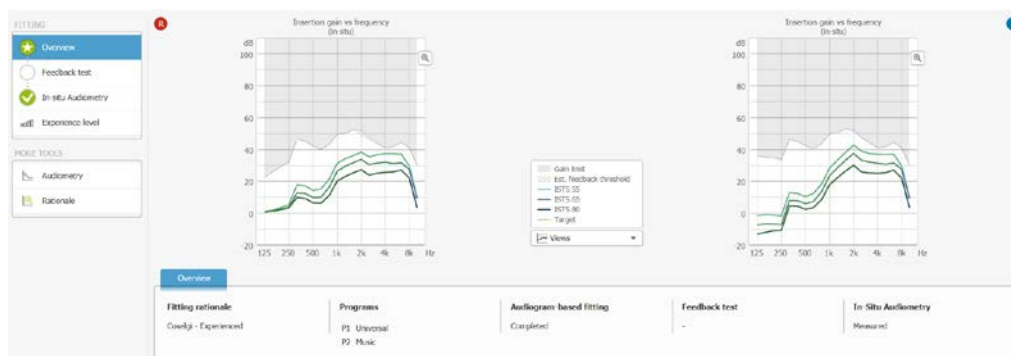 FITTING
Overview
Feedback test
In-situ Audiometry
Experience level
MORE TOOLS
Audiometry
Rationale
R
Insertion gain vs frequency
(in situ)
dB
100
80
60
40
20
0
-20
125 250 500 1k 2k 4k 8k Hz
Gain limit
Est. feedback threshold
ISTS 55
ISTS 65
ISTS 80
Target
Views
Insertion gain vs frequency
(in situ)
dB
100
80
60
40
20
0
-20
125 250 500 1k 2k 4k 8k Hz
Overview
Fitting rationale
Coselgi - Experienced
Programs
P1 Universal
P2 Music
Audiogram-based fitting
Completed
Feedback test
-
In-Situ Audiometry
Measured